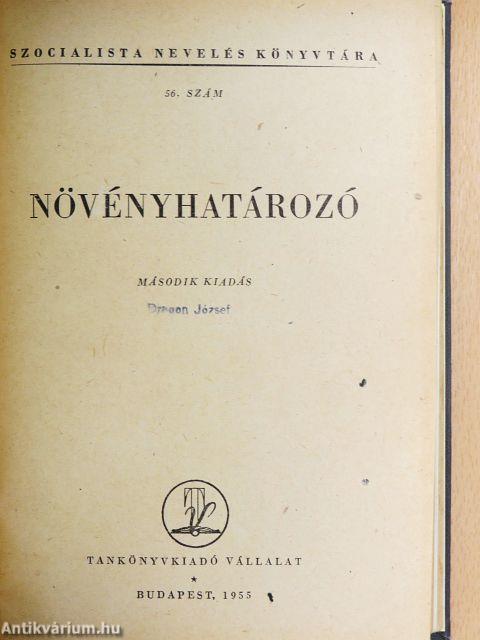 SZOCIALISTA NEVELÉS KÖNYVTÁRA
56. SZÁM
NÖVÉNYHATÁROZÓ
MÁSODIK KIADÁS
József
TANKÖNYVKIADÓ VÁLLALAT
BUDAPEST, 1955
Antikvárium.hu